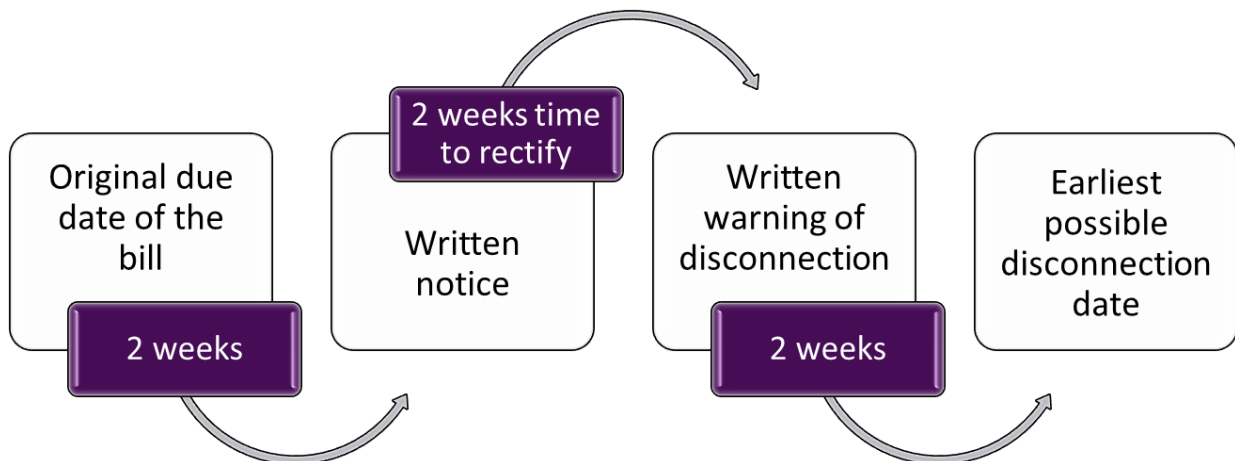 Original due
date of the
bill
2 weeks
2 weeks time
to rectify
Written
notice
Written
warning of
disconnection
2 weeks
Earliest
possible
disconnection
date